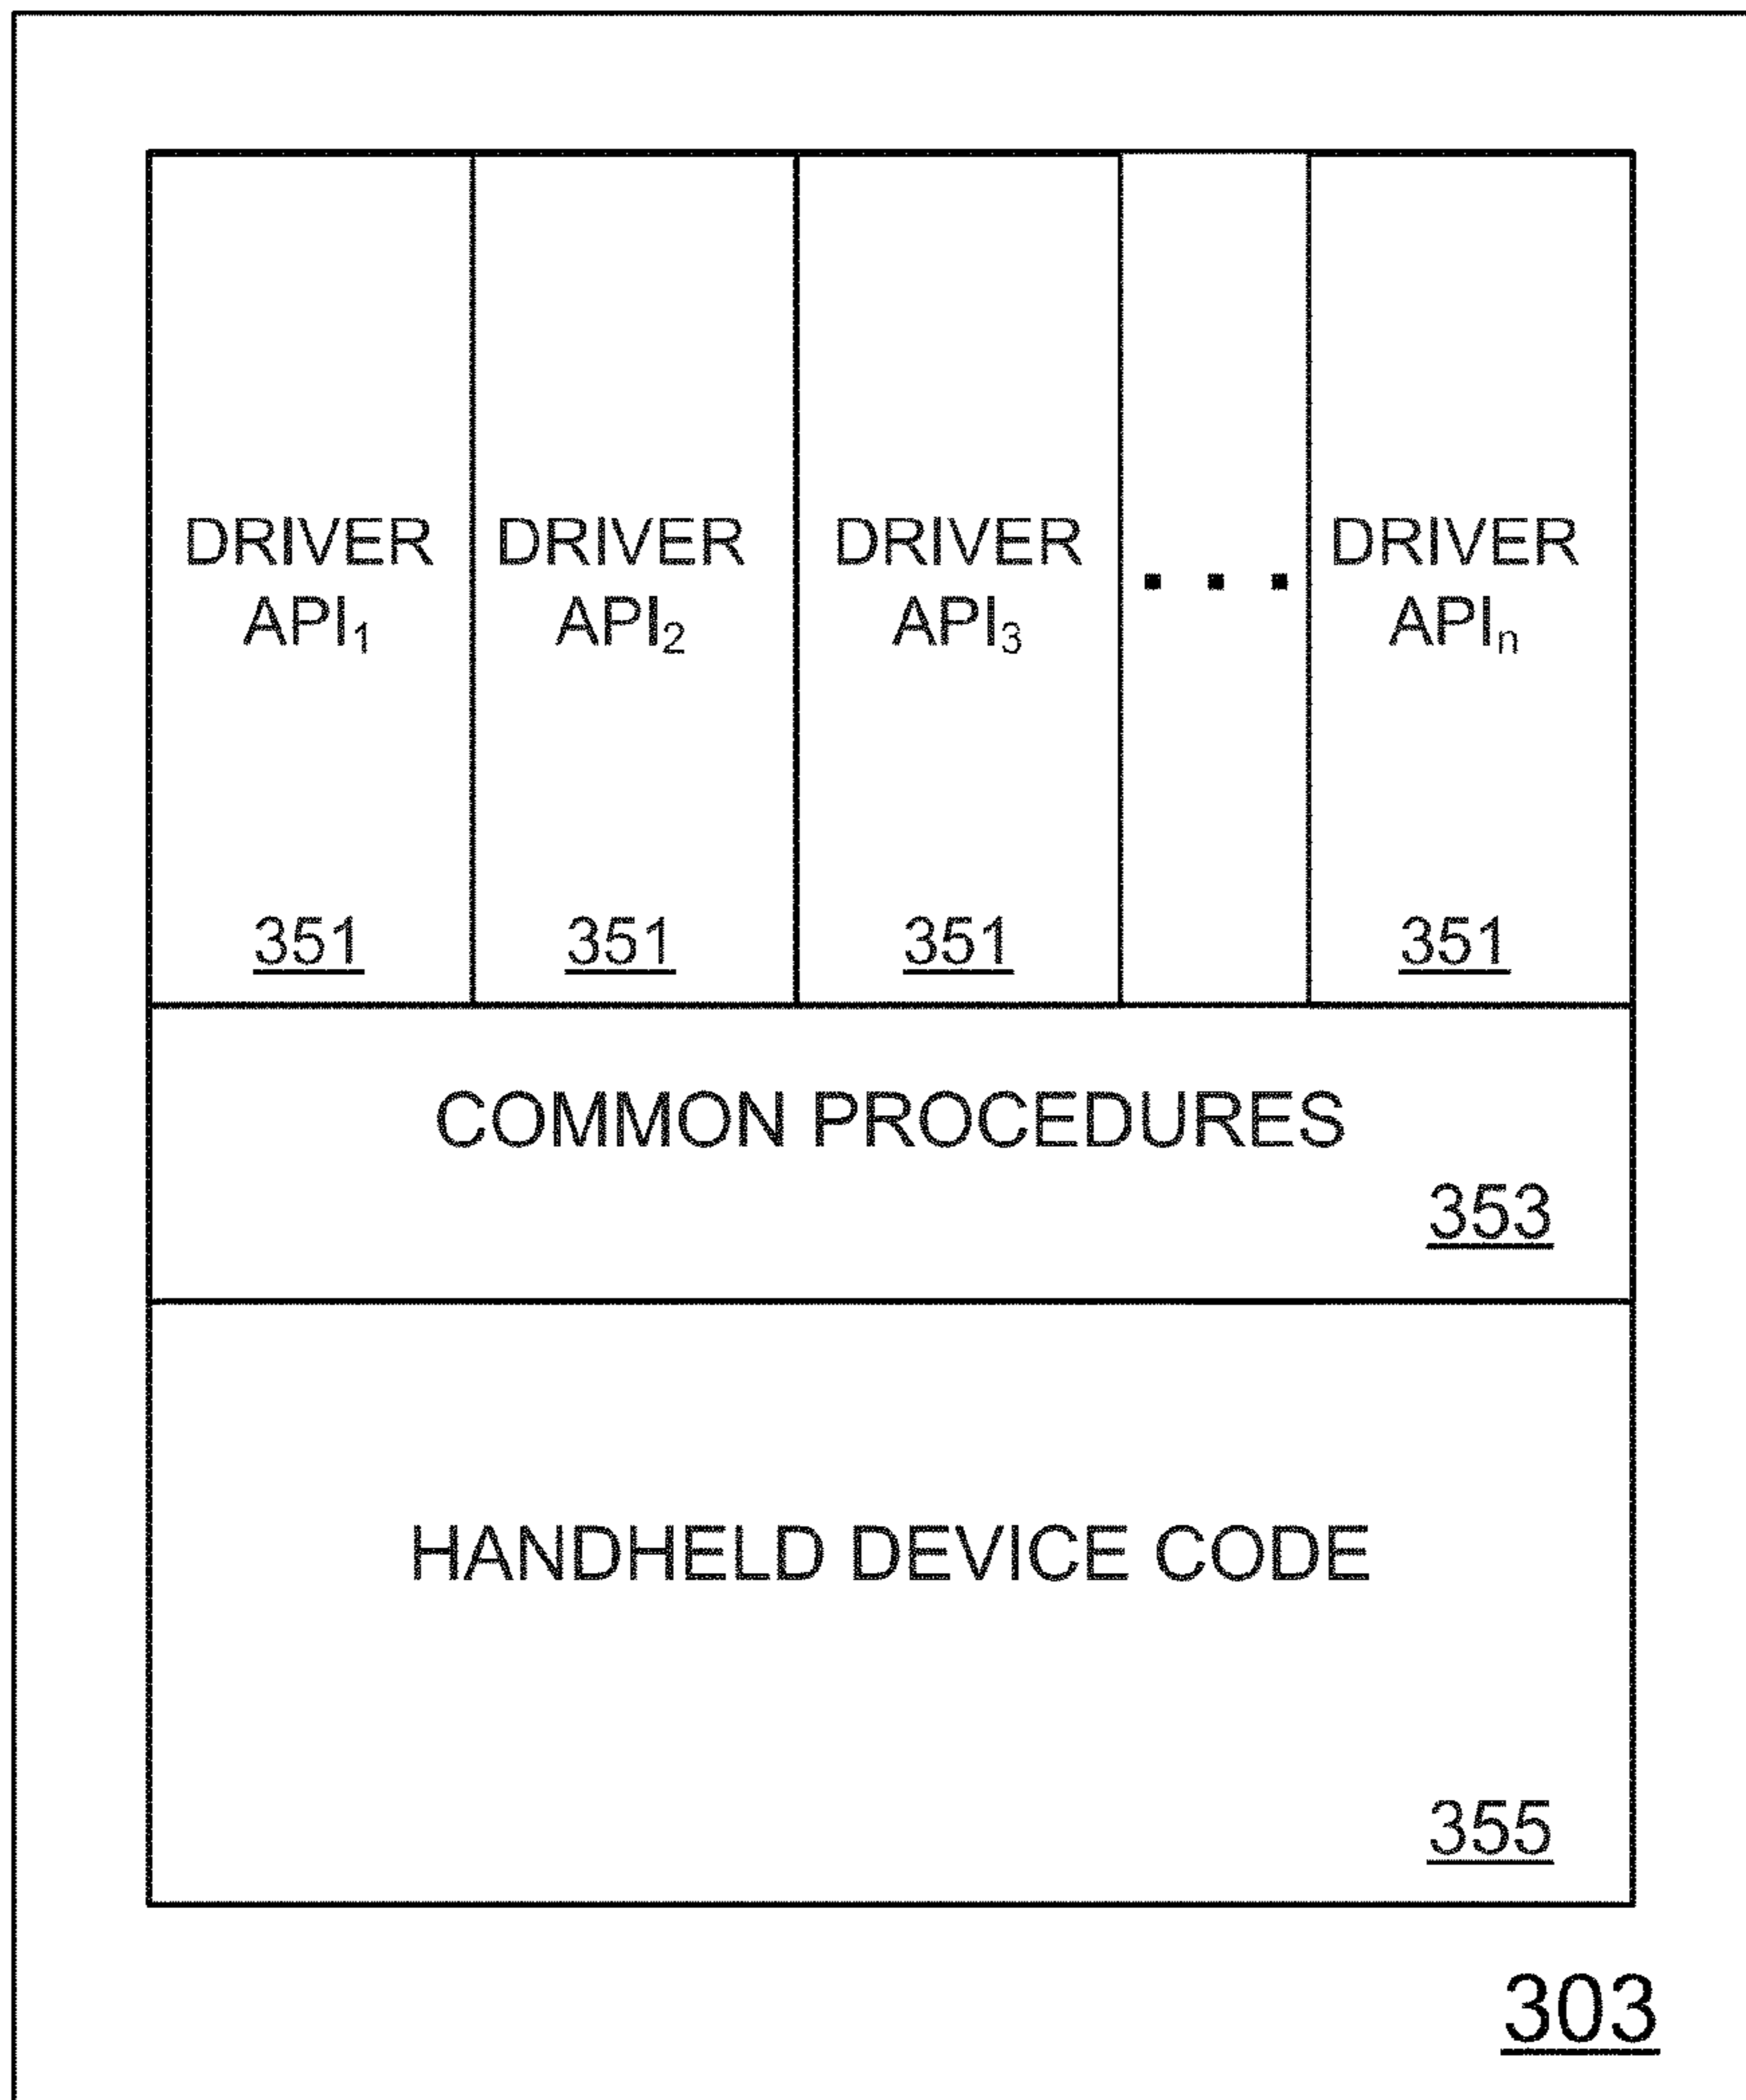 DRIVER DRIVER DRIVER . . . DRIVER
API₁ API₂ API₃ APIₙ
351 351 351 351
COMMON PROCEDURES
353
HANDHELD DEVICE CODE
355
303